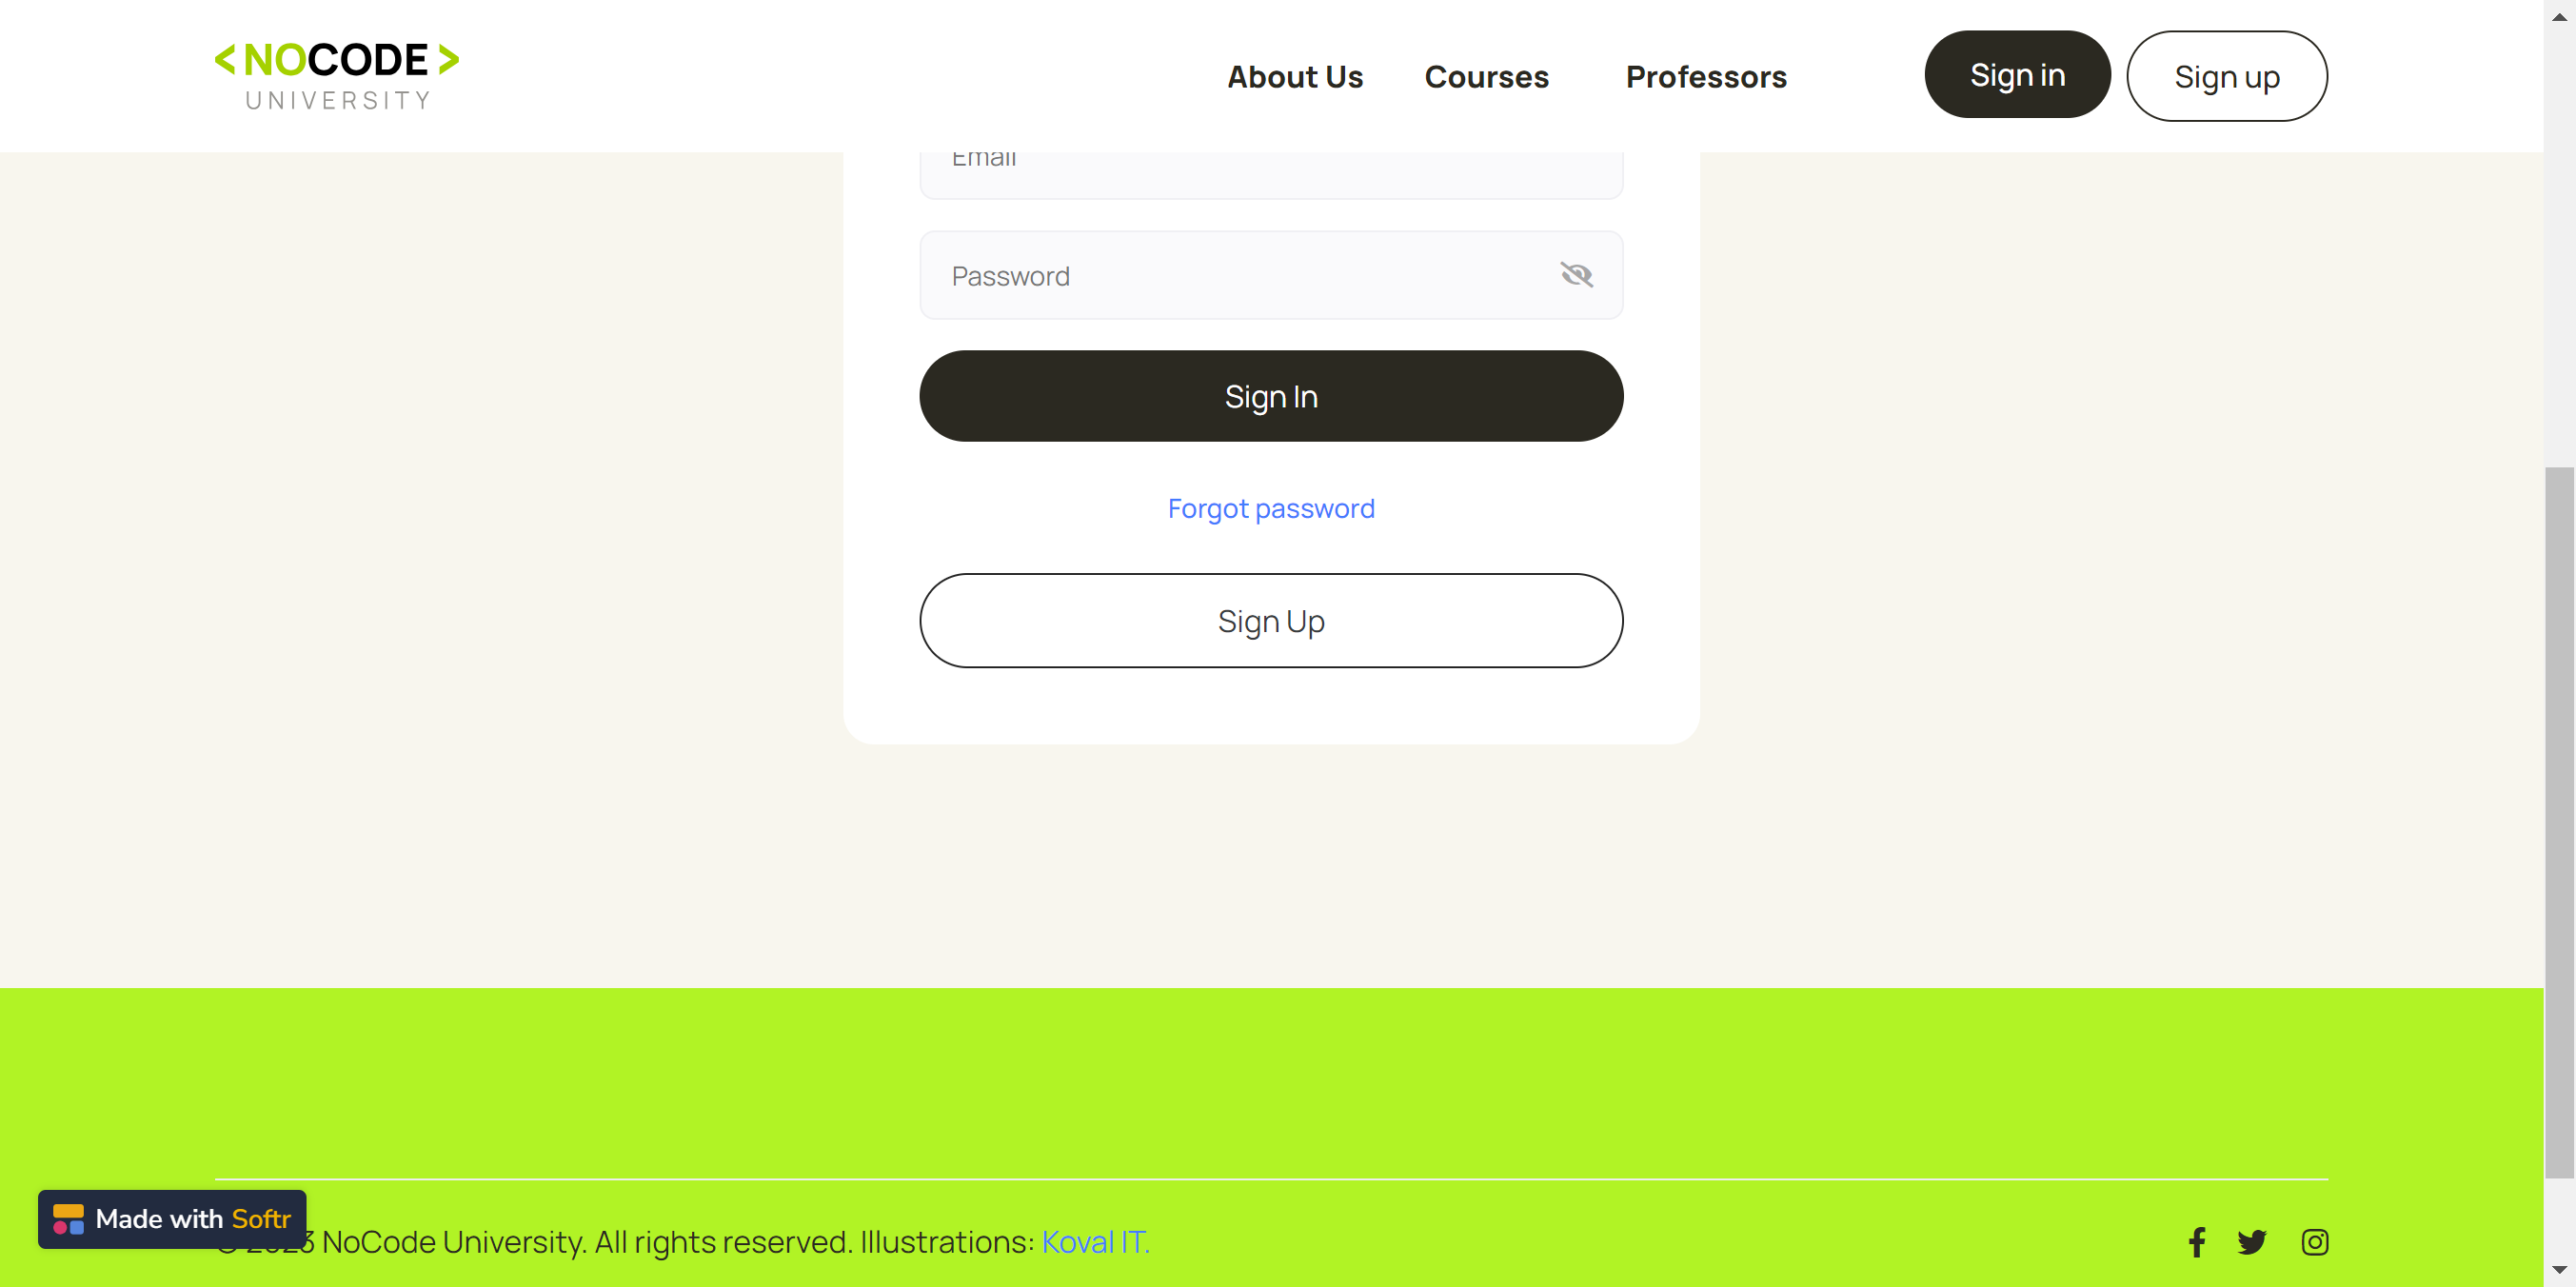 <NOCODE>
UNIVERSITY
About Us Courses Professors Sign in Sign up
Email
Password
Sign In
Forgot password
Sign Up
Made with Softr
© 2023 NoCode University. All rights reserved. Illustrations: Koval IT.